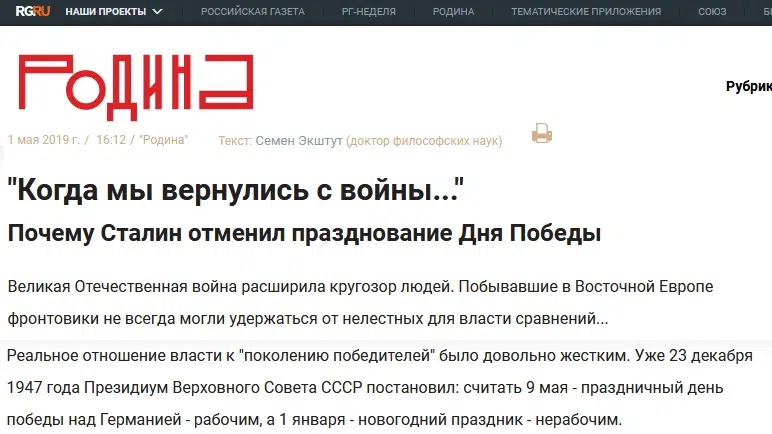 RGRU НАШИ ПРОЕКТЫ РОССИЙСКАЯ ГАЗЕТА РГ-НЕДЕЛЯ РОДИНА ТЕМАТИЧЕСКИЕ ПРИЛОЖЕНИЯ СОЮЗ
РОДИНА
Рубрик
1 мая 2019 г. / 16:12 / "Родина" Текст: Семен Экштут (доктор философских наук)
"Когда мы вернулись с войны..."
Почему Сталин отменил празднование Дня Победы
Великая Отечественная война расширила кругозор людей. Побывавшие в Восточной Европе
фронтовики не всегда могли удержаться от нелестных для власти сравнений...
Реальное отношение власти к "поколению победителей" было довольно жестким. Уже 23 декабря
1947 года Президиум Верховного Совета СССР постановил: считать 9 мая - праздничный день
победы над Германией - рабочим, а 1 января - новогодний праздник - нерабочим.